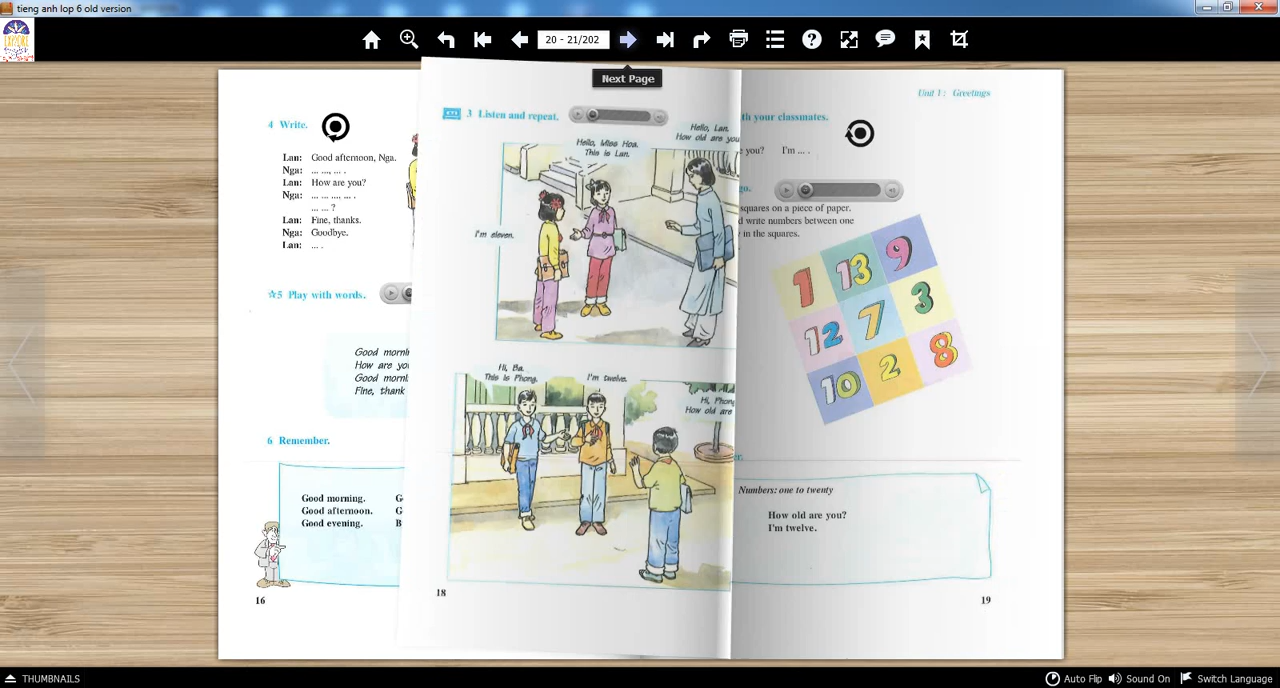 tieng anh lop 6 old version
20 - 21/202
Next Page
4 Write.
Lan: Good afternoon, Nga.
Nga: ... ..., ... .
Lan: How are you?
Nga: ... ... ..., ... .
... ... ?
Lan: Fine, thanks.
Nga: Goodbye.
Lan: ... .
☆5 Play with words.
Good morni
How are yo
Good morni
Fine, thank
6 Remember.
Good morning. G
Good afternoon. G
Good evening. B
16
3 Listen and repeat.
Hello, Miss Hoa.
This is Lan.
Hello, Lan.
How old are you
I'm eleven.
Hi, Ba.
This is Phong.
I'm twelve.
Hi, Phong
How old are
18
Unit 1: Greetings
th your classmates.
you? I'm ... .
go.
squares on a piece of paper.
d write numbers between one
in the squares.
1 13 9
12 7 3
10 2 8
er.
Numbers: one to twenty
How old are you?
I'm twelve.
19
THUMBNAILS
Auto Flip
Sound On
Switch Language